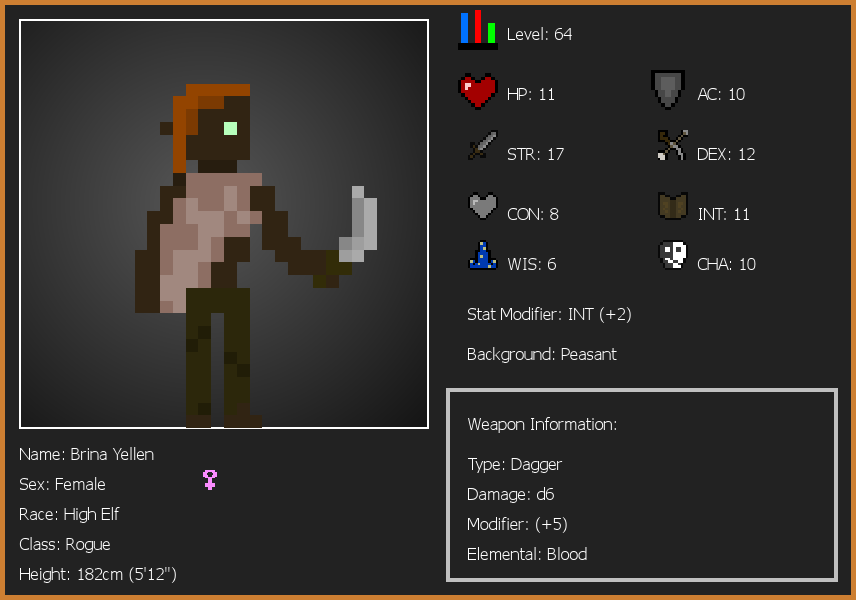 Level: 64
HP: 11
AC: 10
STR: 17
DEX: 12
CON: 8
INT: 11
WIS: 6
CHA: 10
Stat Modifier: INT (+2)
Background: Peasant
Weapon Information:
Type: Dagger
Damage: d6
Modifier: (+5)
Elemental: Blood
Name: Brina Yellen
Sex: Female
Race: High Elf
Class: Rogue
Height: 182cm (5'12")